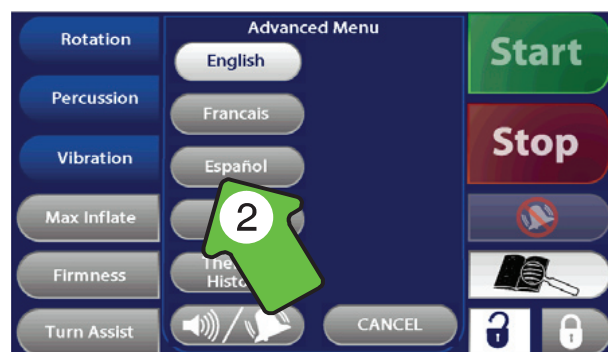 Advanced Menu
Rotation
Percussion
Vibration
Max Inflate
Firmness
Turn Assist
English
Francais
Español
2
CANCEL
Start
Stop